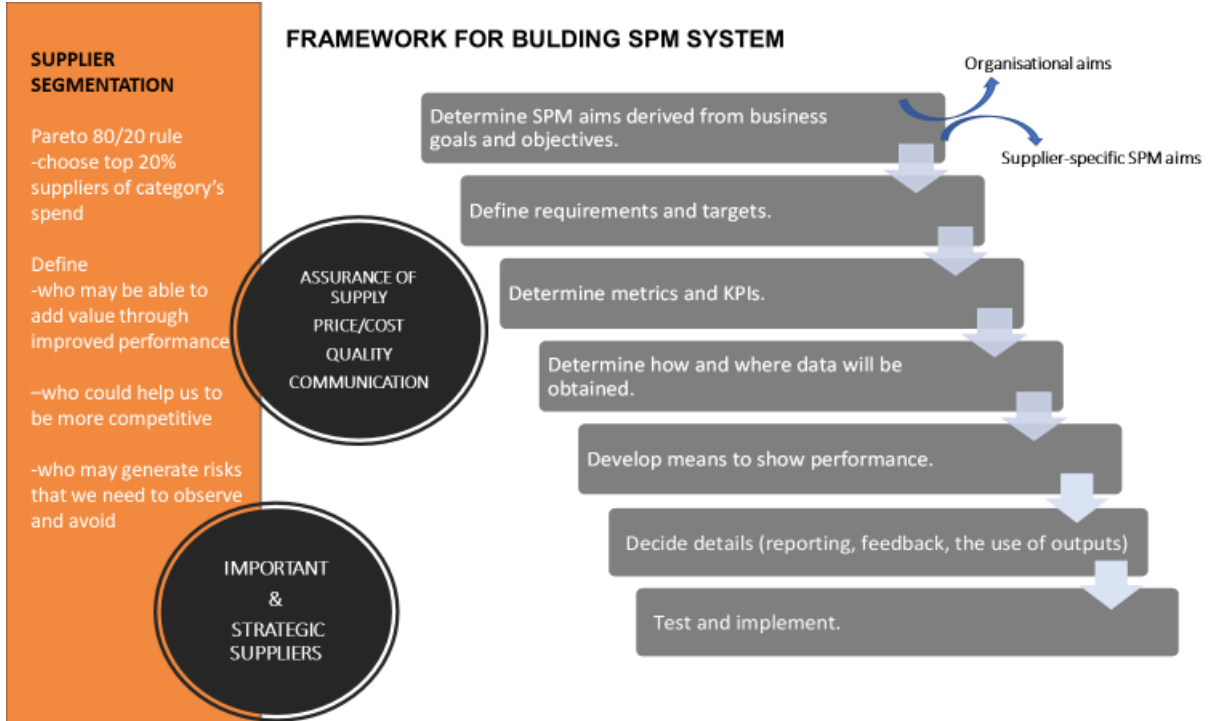 SUPPLIER
SEGMENTATION
Pareto 80/20 rule
-choose top 20%
suppliers of category's
spend
Define
-who may be able to
add value through
improved performance
–who could help us to
be more competitive
-who may generate risks
that we need to observe
and avoid
ASSURANCE OF
SUPPLY
PRICE/COST
QUALITY
COMMUNICATION
IMPORTANT
&
STRATEGIC
SUPPLIERS
FRAMEWORK FOR BULDING SPM SYSTEM
Organisational aims
Supplier-specific SPM aims
Determine SPM aims derived from business
goals and objectives.
Define requirements and targets.
Determine metrics and KPIs.
Determine how and where data will be
obtained.
Develop means to show performance.
Decide details (reporting, feedback, the use of outputs)
Test and implement.